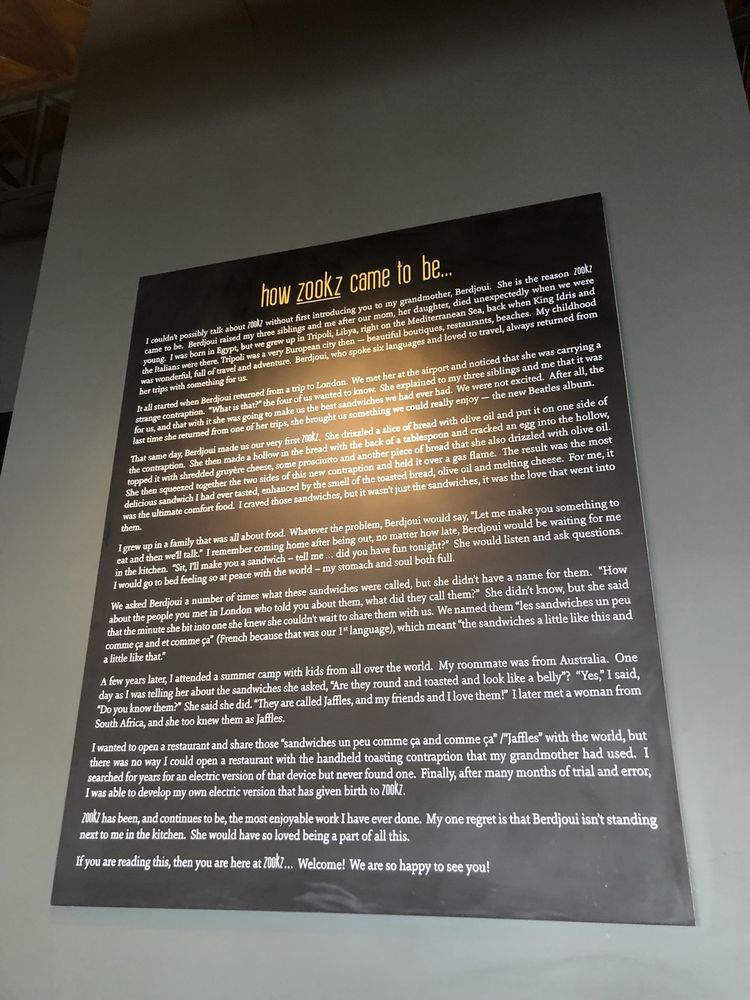 how zookz came to be...
I couldn't possibly talk about zookz without first introducing you to my grandmother, Berdjoui. She is the reason zookz
came to be. Berdjoui raised my three siblings and me after our mom, her daughter, died unexpectedly when we were
young. I was born in Egypt, but we grew up in Tripoli, Libya, right on the Mediterranean Sea, back when King Idris and
the Italians were there. Tripoli was a very European city then — beautiful boutiques, restaurants, beaches. My childhood
was wonderful, full of travel and adventure. Berdjoui, who spoke six languages and loved to travel, always returned from
her trips with something for us.
It all started when Berdjoui returned from a trip to London. We met her at the airport and noticed that she was carrying a
strange contraption. "What is that?" the four of us wanted to know. She explained to my three siblings and me that it was
for us, and that with it she was going to make us the best sandwiches we had ever had. We were not excited. After all, the
last time she returned from one of her trips, she brought us something we could really enjoy — the new Beatles album.
That same day, Berdjoui made us our very first zookz. She drizzled a slice of bread with olive oil and put it on one side of
the contraption. She then made a hollow in the bread with the back of a tablespoon and cracked an egg into the hollow,
topped it with shredded gruyère cheese, some prosciutto and another piece of bread that she also drizzled with olive oil.
She then squeezed together the two sides of this new contraption and held it over a gas flame. The result was the most
delicious sandwich I had ever tasted, enhanced by the smell of the toasted bread, olive oil and melting cheese. For me, it
was the ultimate comfort food. I craved those sandwiches, but it wasn't just the sandwiches, it was the love that went into
them.
I grew up in a family that was all about food. Whatever the problem, Berdjoui would say, "Let me make you something to
eat and then we'll talk." I remember coming home after being out, no matter how late, Berdjoui would be waiting for me
in the kitchen. "Sit, I'll make you a sandwich – tell me ... did you have fun tonight?" She would listen and ask questions.
I would go to bed feeling so at peace with the world – my stomach and soul both full.
We asked Berdjoui a number of times what these sandwiches were called, but she didn't have a name for them. "How
about the people you met in London who told you about them, what did they call them?" She didn't know, but she said
that the minute she bit into one she knew she couldn't wait to share them with us. We named them "les sandwiches un peu
comme ça et comme ça" (French because that was our 1st language), which meant "the sandwiches a little like this and
a little like that."
A few years later, I attended a summer camp with kids from all over the world. My roommate was from Australia. One
day as I was telling her about the sandwiches she asked, "Are they round and toasted and look like a belly"? "Yes," I said,
"Do you know them?" She said she did. "They are called Jaffles, and my friends and I love them!" I later met a woman from
South Africa, and she too knew them as Jaffles.
I wanted to open a restaurant and share those "sandwiches un peu comme ça and comme ça" /"Jaffles" with the world, but
there was no way I could open a restaurant with the handheld toasting contraption that my grandmother had used. I
searched for years for an electric version of that device but never found one. Finally, after many months of trial and error,
I was able to develop my own electric version that has given birth to zookz.
zookz has been, and continues to be, the most enjoyable work I have ever done. My one regret is that Berdjoui isn't standing
next to me in the kitchen. She would have so loved being a part of all this.
If you are reading this, then you are here at zookz... Welcome! We are so happy to see you!